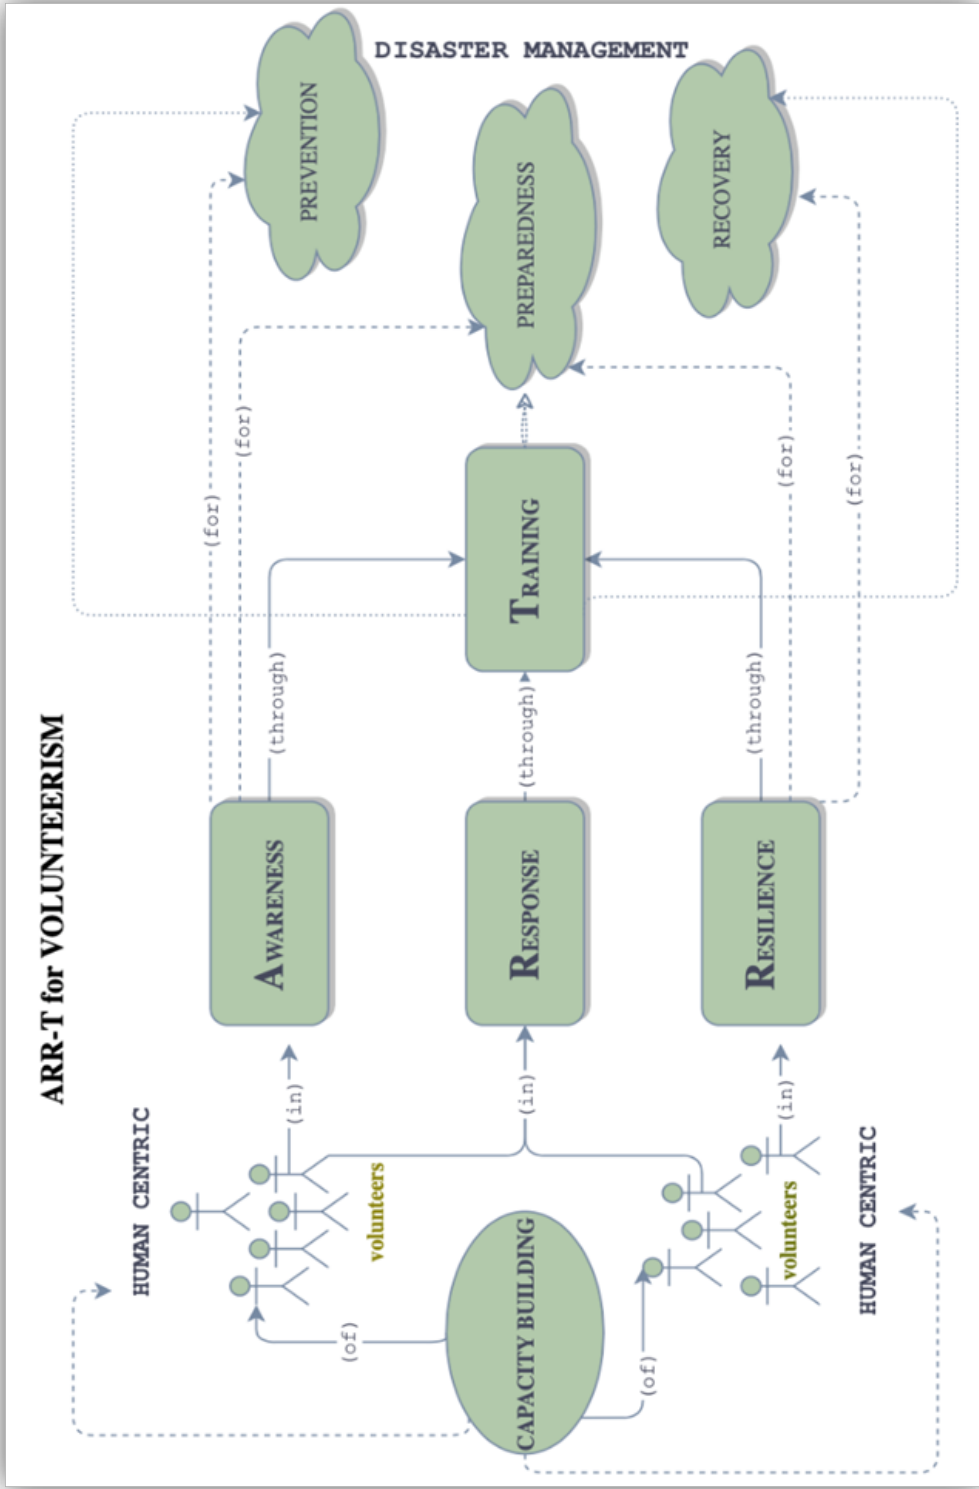 ARR-T for VOLUNTEERISM
HUMAN CENTRIC
volunteers
(of)
CAPACITY BUILDING
(of)
volunteers
HUMAN CENTRIC
(in)
(in)
(in)
AWARENESS
RESPONSE
RESILIENCE
(through)
(through)
(through)
TRAINING
(for)
(for)
(for)
(for)
DISASTER MANAGEMENT
PREVENTION
PREPAREDNESS
RECOVERY